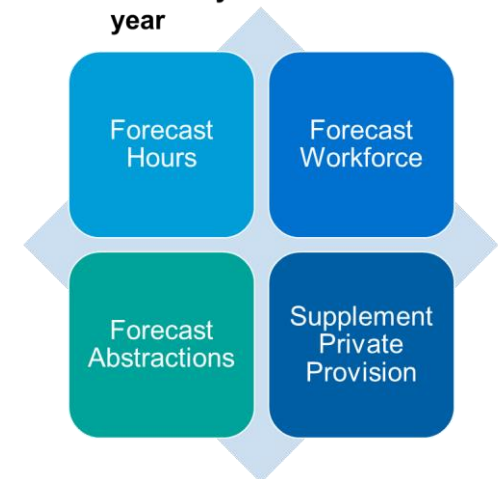 year
Forecast
Hours
Forecast
Workforce
Forecast
Abstractions
Supplement
Private
Provision